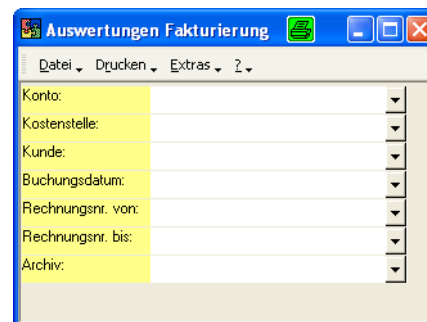 Auswertungen Fakturierung
Datei Drucken Extras ?
Konto:
Kostenstelle:
Kunde:
Buchungsdatum:
Rechnungsnr. von:
Rechnungsnr. bis:
Archiv: